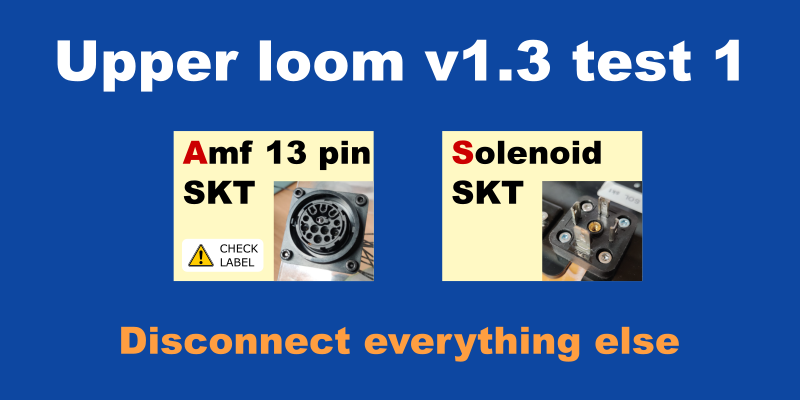 Upper loom v1.3 test 1
Amf 13 pin
SKT
CHECK
LABEL
Solenoid
SKT
Disconnect everything else